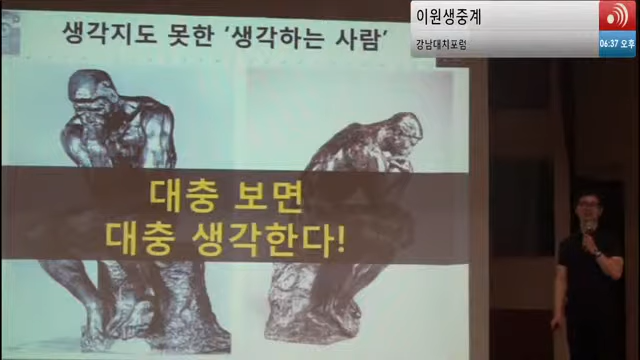 생각지도 못한 '생각하는 사람'
이원생중계
강남대치포럼
06:37 오후
대충 보면
대충 생각한다!